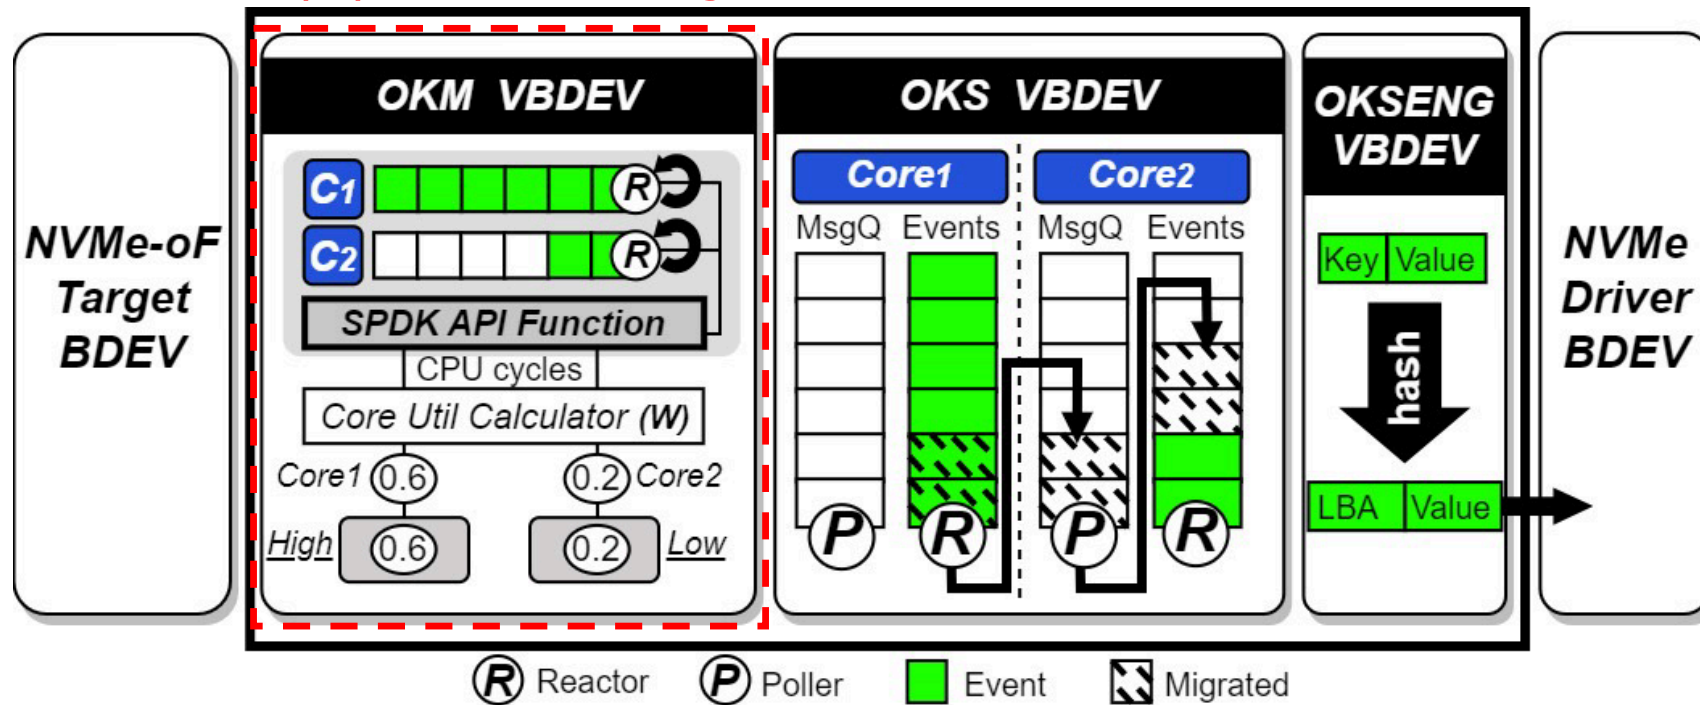 NVMe-oF
Target
BDEV
OKM VBDEV
C1
R
C2
R
SPDK API Function
CPU cycles
Core Util Calculator (W)
Core1 0.6
0.2 Core2
High 0.6
0.2 Low
OKS VBDEV
Core1
Core2
MsgQ Events
MsgQ Events
P
R
P
R
OKSENG
VBDEV
Key Value
hash
LBA Value
NVMe
Driver
BDEV
R Reactor
P Poller
Event
Migrated